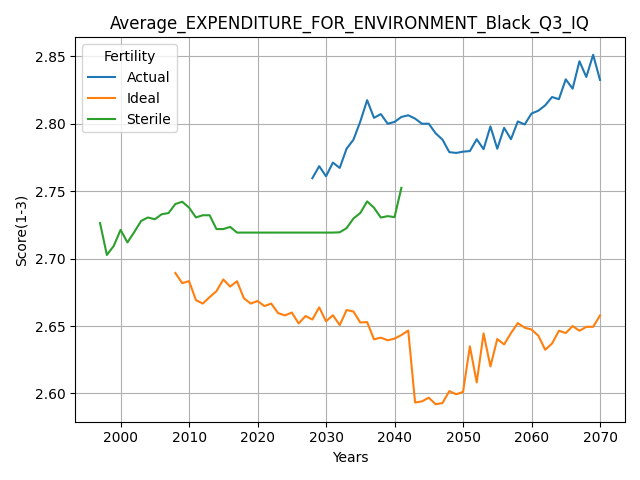 Average_EXPENDITURE_FOR_ENVIRONMENT_Black_Q3_IQ
Fertility
Actual
Ideal
Sterile
2.85
2.80
2.75
2.70
2.65
2.60
Score(1-3)
2000 2010 2020 2030 2040 2050 2060 2070
Years